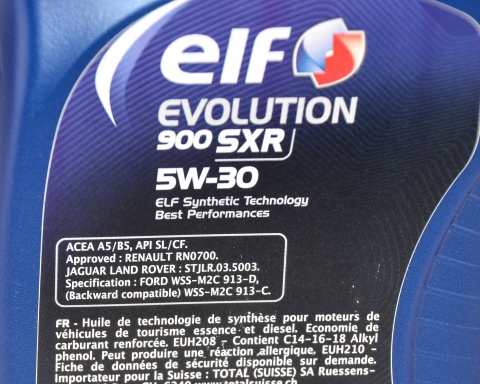 elf
EVOLUTION
900 SXR
5W-30
ELF Synthetic Technology
Best Performances
ACEA A5/B5, API SL/CF.
Approved : RENAULT RN0700.
JAGUAR LAND ROVER : STJLR.03.5003.
Specification : FORD WSS-M2C 913-D,
(Backward compatible) WSS-M2C 913-C.
FR - Huile de technologie de synthèse pour moteurs de
véhicules de tourisme essence et diesel. Economie de
carburant renforcée. EUH208 - Contient C14-16-18 Alkyl
phenol. Peut produire une réaction allergique. EUH210 -
Fiche de données de sécurité disponible sur demande.
Importateur pour la Suisse : TOTAL (SUISSE) SA Ruessens-
www.totalsuisse.ch